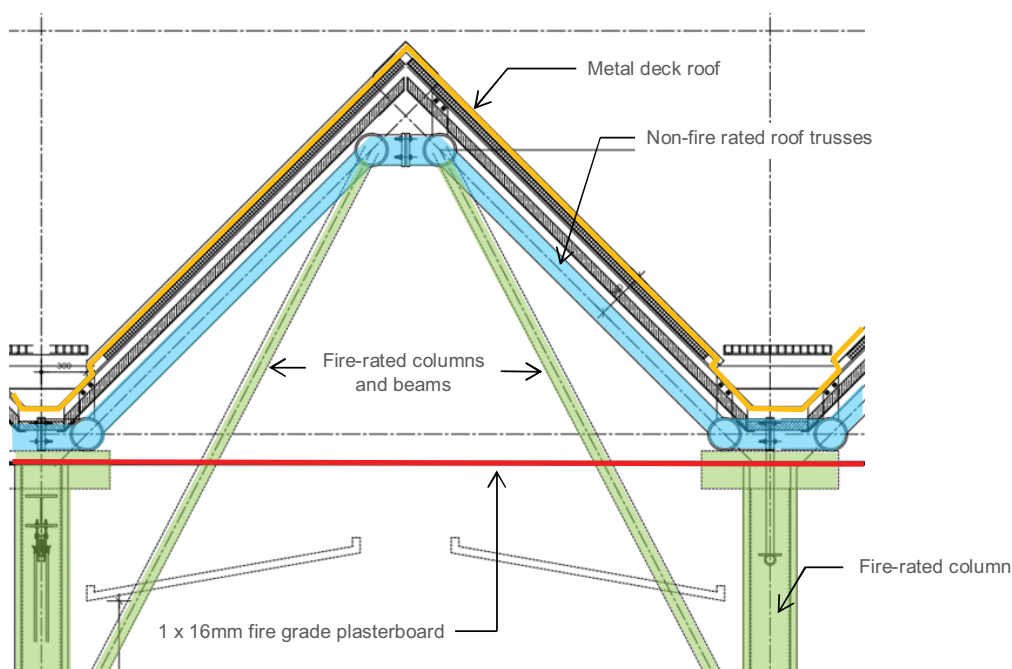 Metal deck roof
Non-fire rated roof trusses
Fire-rated columns
and beams
300
Fire-rated column
1 x 16mm fire grade plasterboard